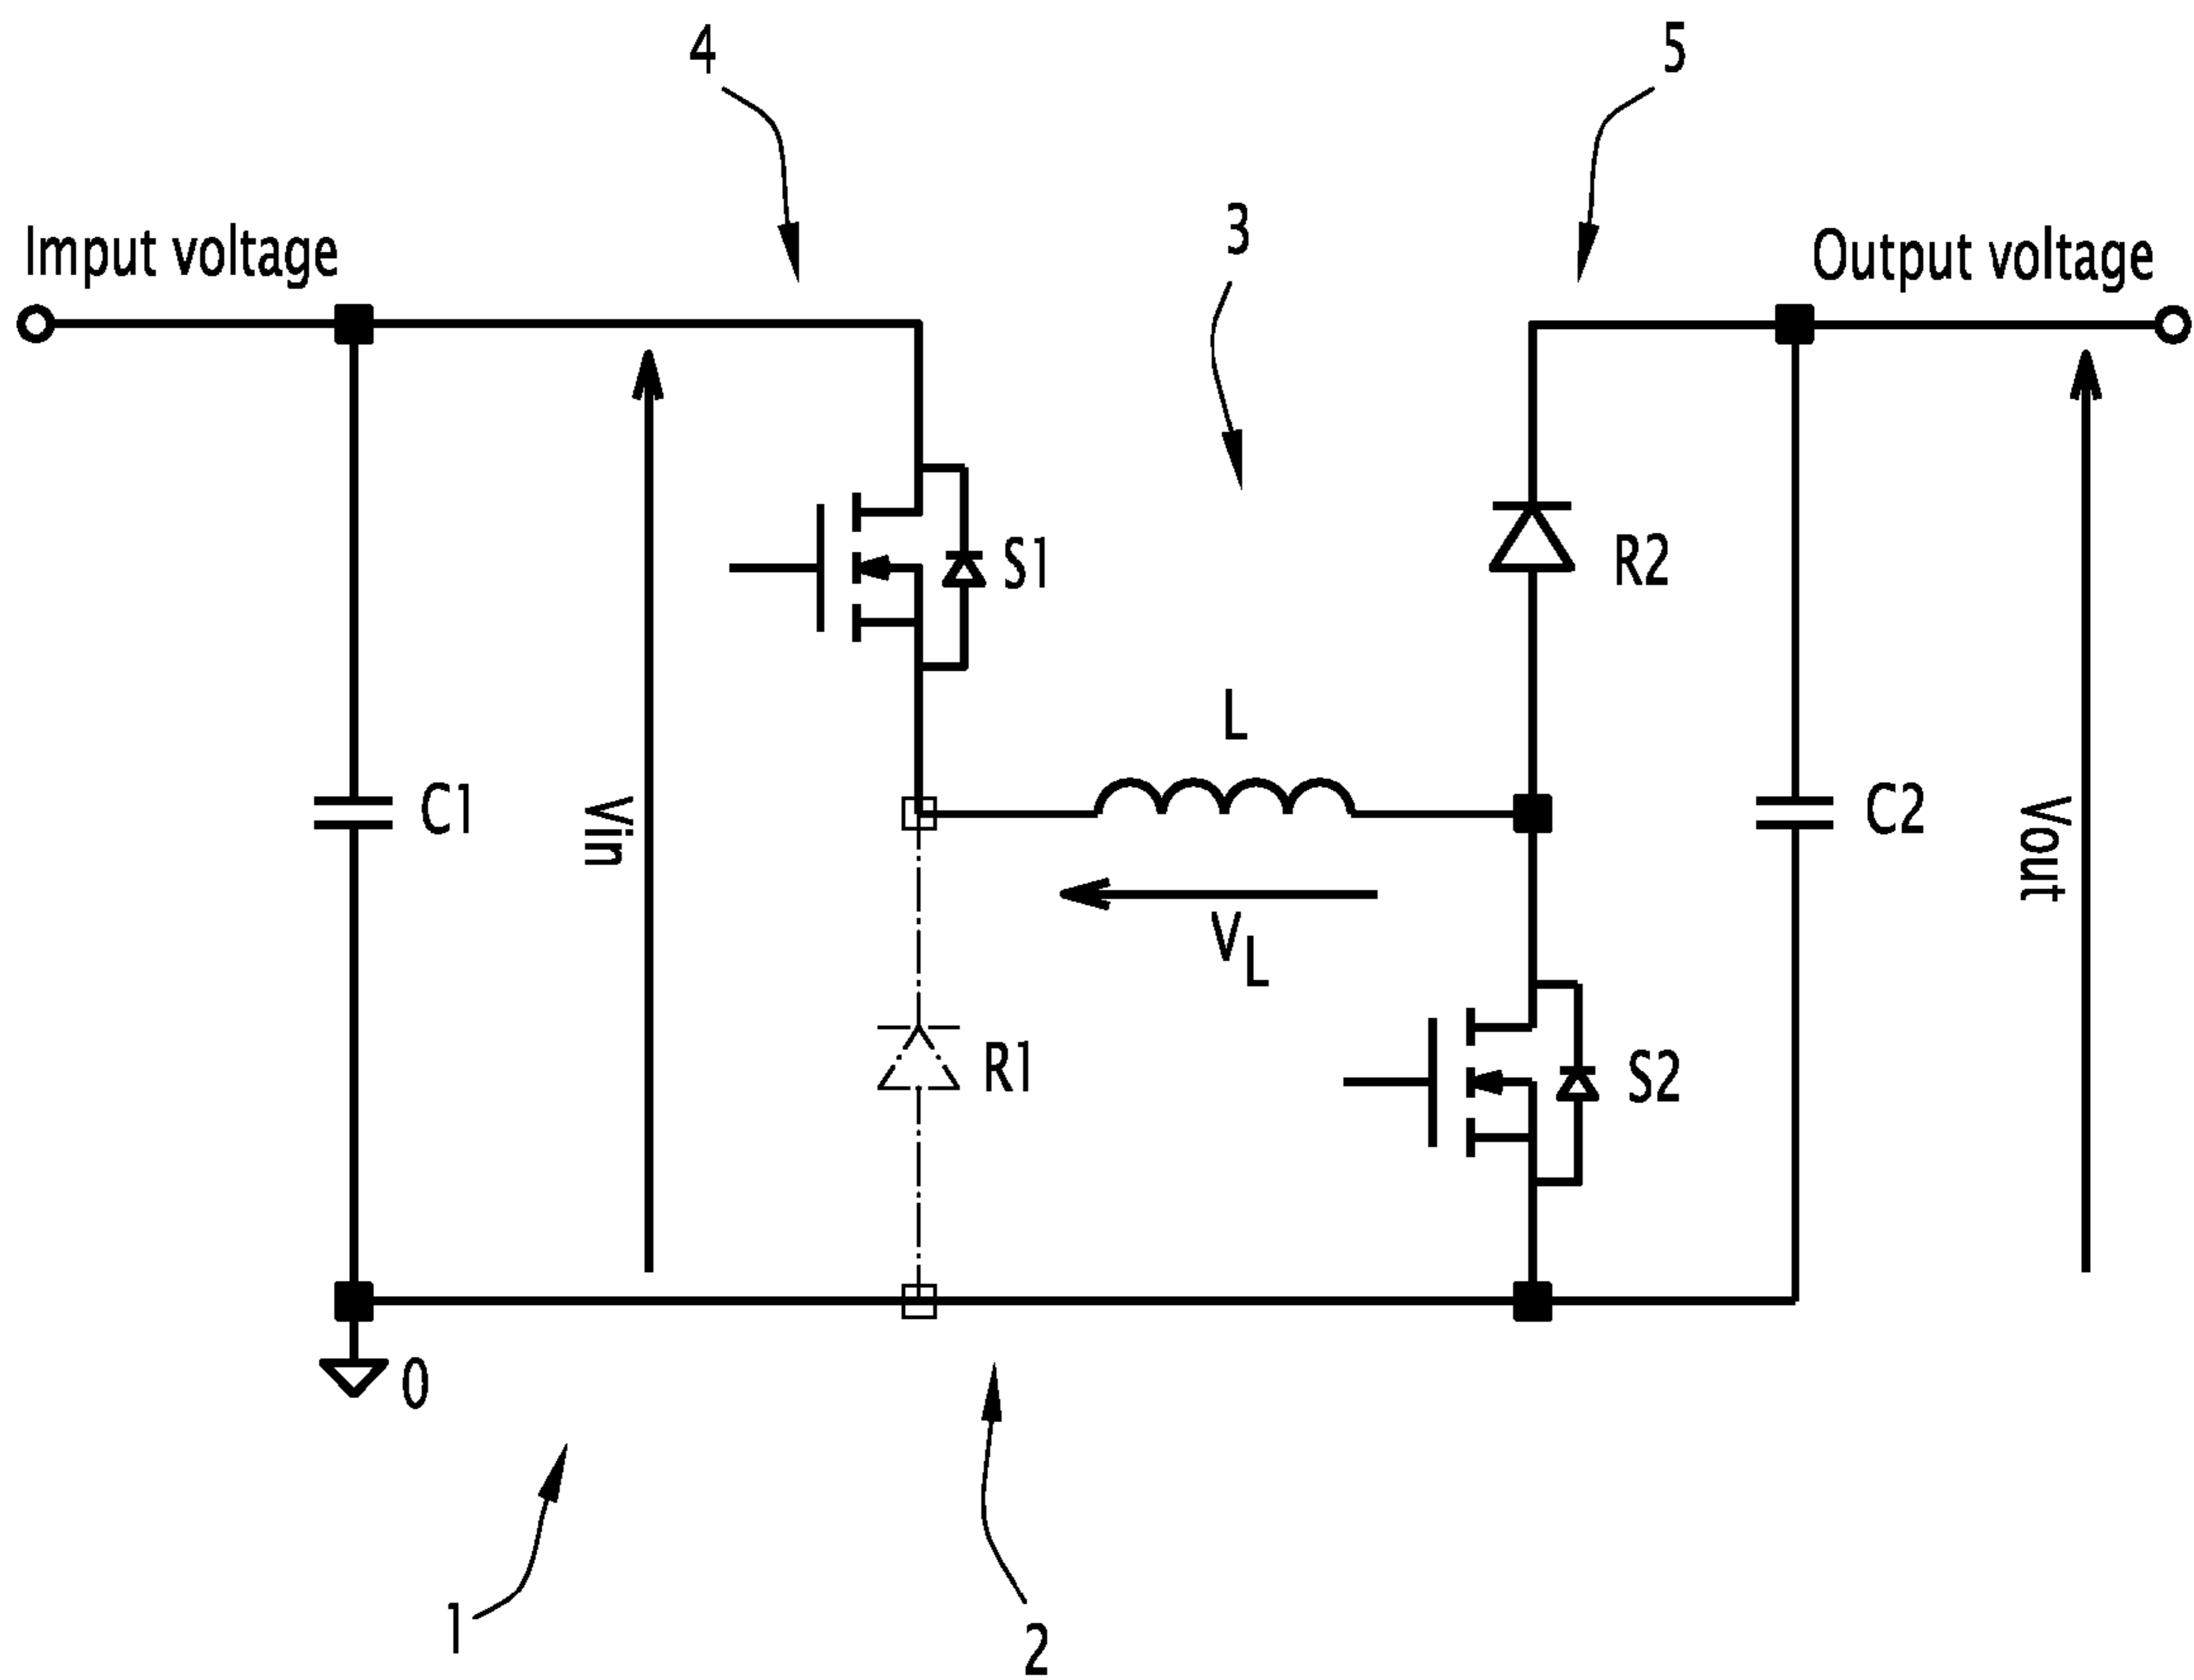 4
5
3
Imput voltage
Output voltage
S1
R2
L
C1
Vin
C2
Vout
VL
R1
S2
0
1
2